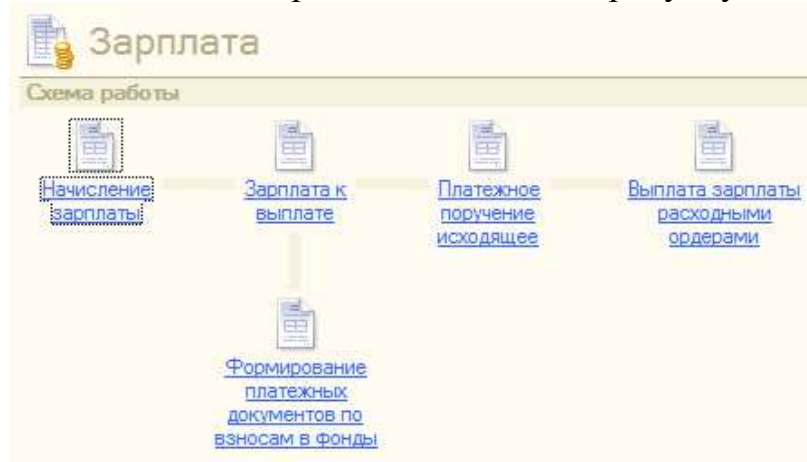 Зарплата
Схема работы
Начисление
зарплаты
Зарплата к
выплате
Платежное
поручение
исходящее
Выплата зарплаты
расходными
ордерами
Формирование
платежных
документов по
взносам в фонды